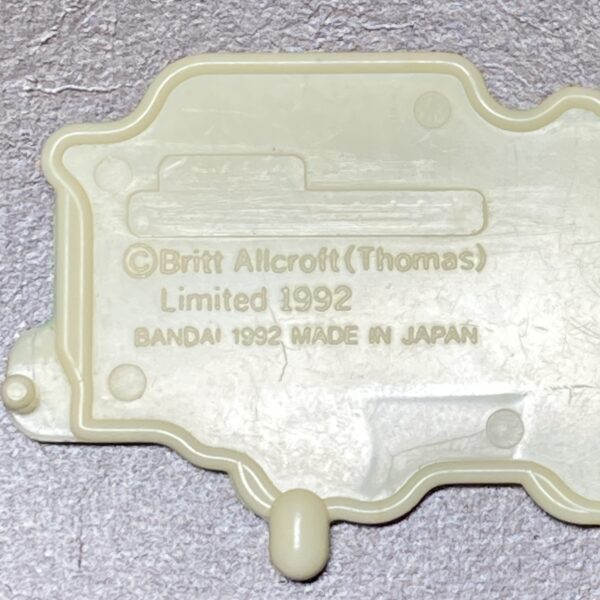 ©Britt Allcroft(Thomas)
Limited 1992
BANDAI 1992 MADE IN JAPAN